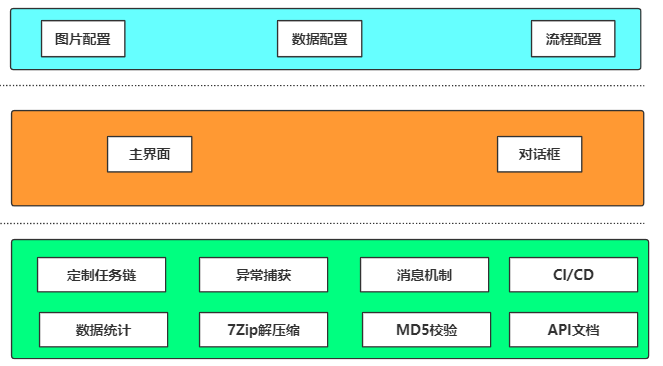 图片配置 数据配置 流程配置
主界面 对话框
定制任务链 异常捕获 消息机制 CI/CD
数据统计 7Zip解压缩 MD5校验 API文档